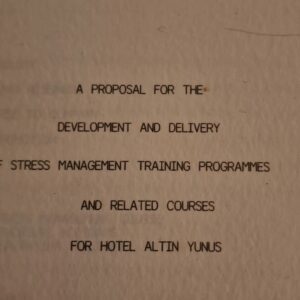 A PROPOSAL FOR THE
DEVELOPMENT AND DELIVERY
F STRESS MANAGEMENT TRAINING PROGRAMMES
AND RELATED COURSES
FOR HOTEL ALTIN YUNUS